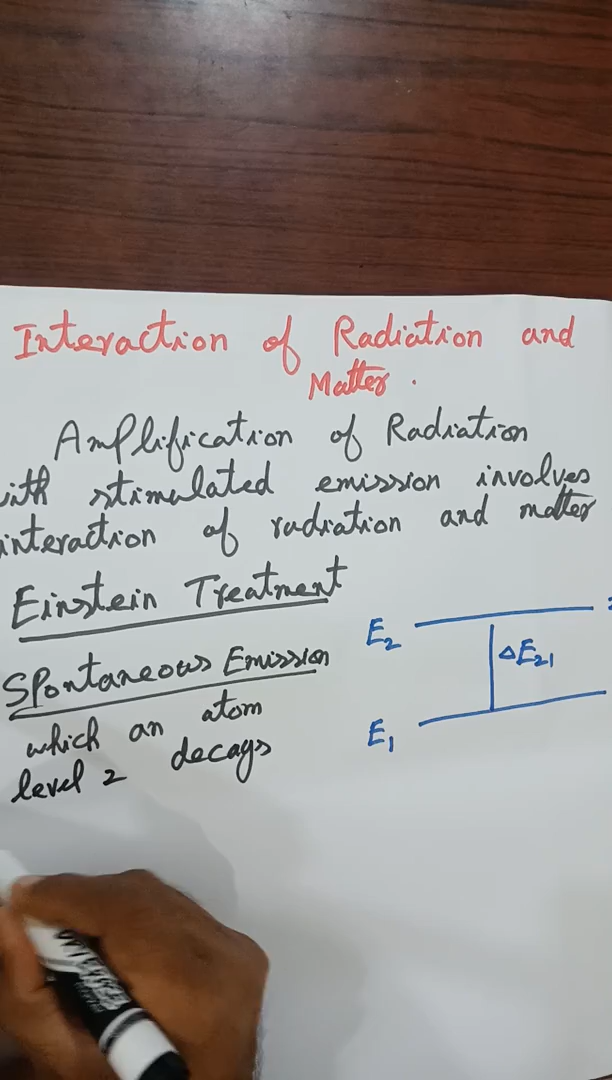 Interaction of Radiation and
Matter.
Amplification of Radiation
ith stimulated emission involves
interaction of radiation and matter
Einstein Treatment
Spontaneous Emission
which an atom
level 2 decays
E2
ΔE21
E1